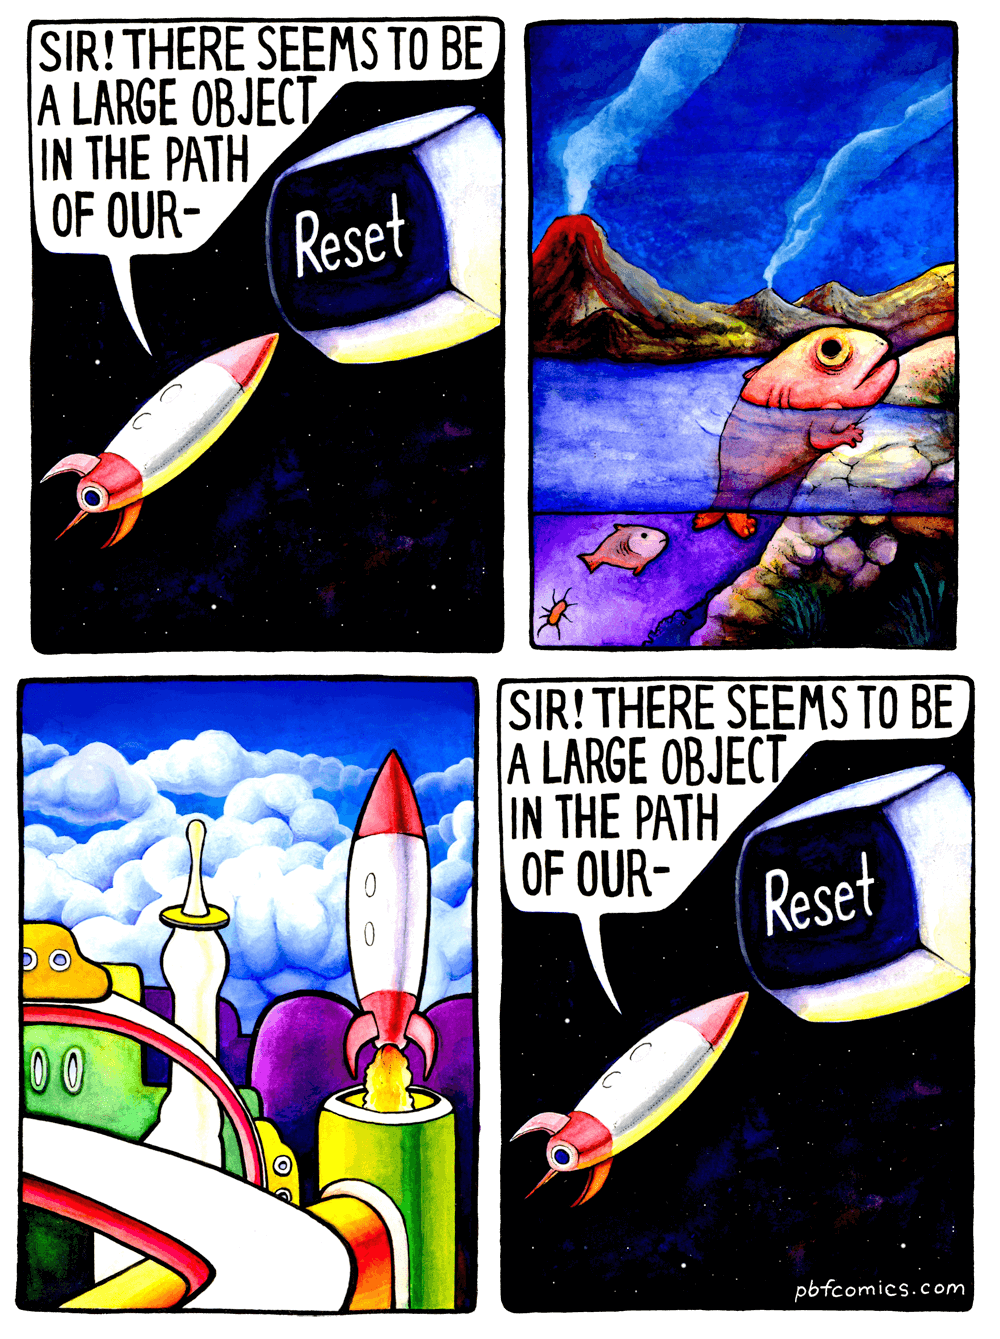 SIR! THERE SEEMS TO BE
A LARGE OBJECT
IN THE PATH
OF OUR-
Reset
SIR! THERE SEEMS TO BE
A LARGE OBJECT
IN THE PATH
OF OUR-
Reset
pbfcomics.com